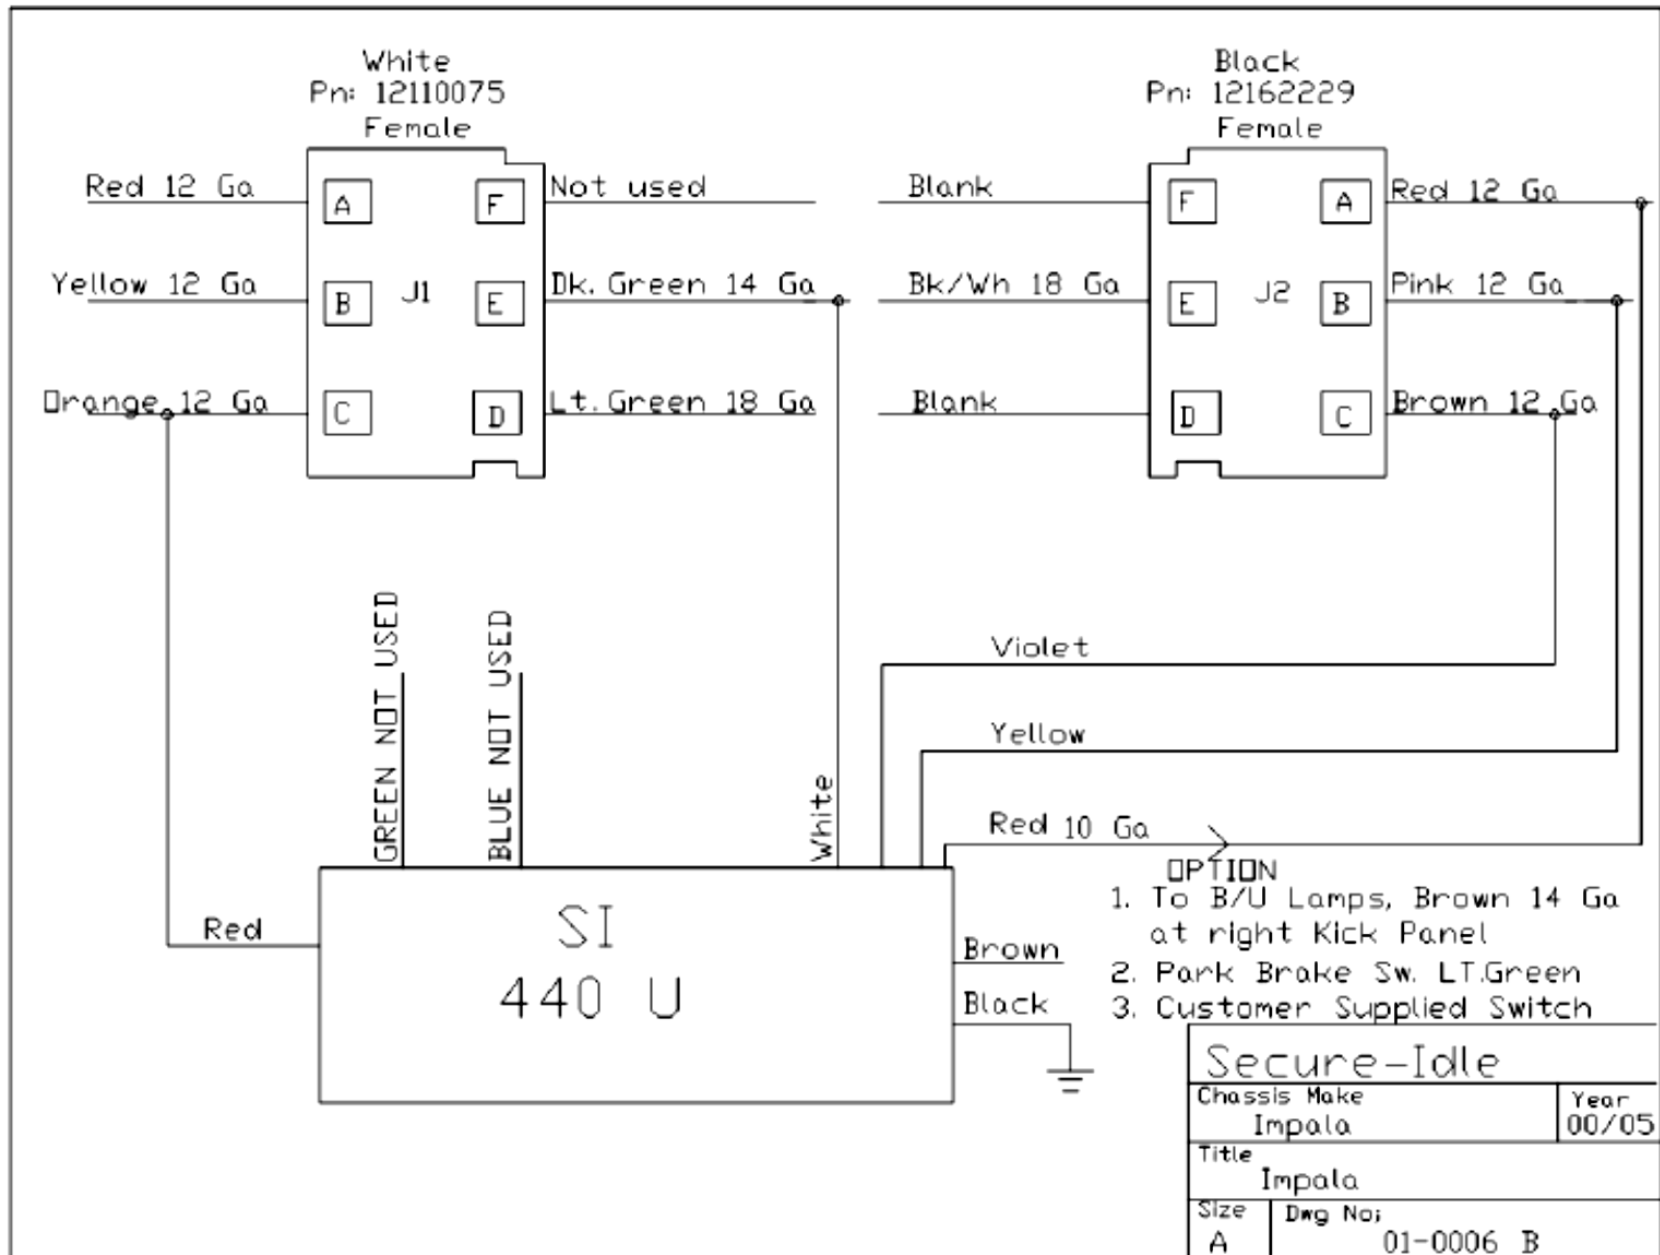 White
Pn: 12110075
Female
Black
Pn: 12162229
Female
Red 12 Ga
A
F
Not used
Blank
F
A
Red 12 Ga
Yellow 12 Ga
B
J1
E
Dk. Green 14 Ga
Bk/Wh 18 Ga
E
J2
B
Pink 12 Ga
Orange 12 Ga
C
D
Lt. Green 18 Ga
Blank
D
C
Brown 12 Ga
GREEN NOT USED
BLUE NOT USED
White
Violet
Yellow
Red 10 Ga
OPTION
1. To B/U Lamps, Brown 14 Ga
at right Kick Panel
2. Park Brake Sw. LT.Green
3. Customer Supplied Switch
Red
SI
440 U
Brown
Black
Secure-Idle
Chassis Make
Impala
Year
00/05
Title
Impala
Size
A
Dwg No;
01-0006 B